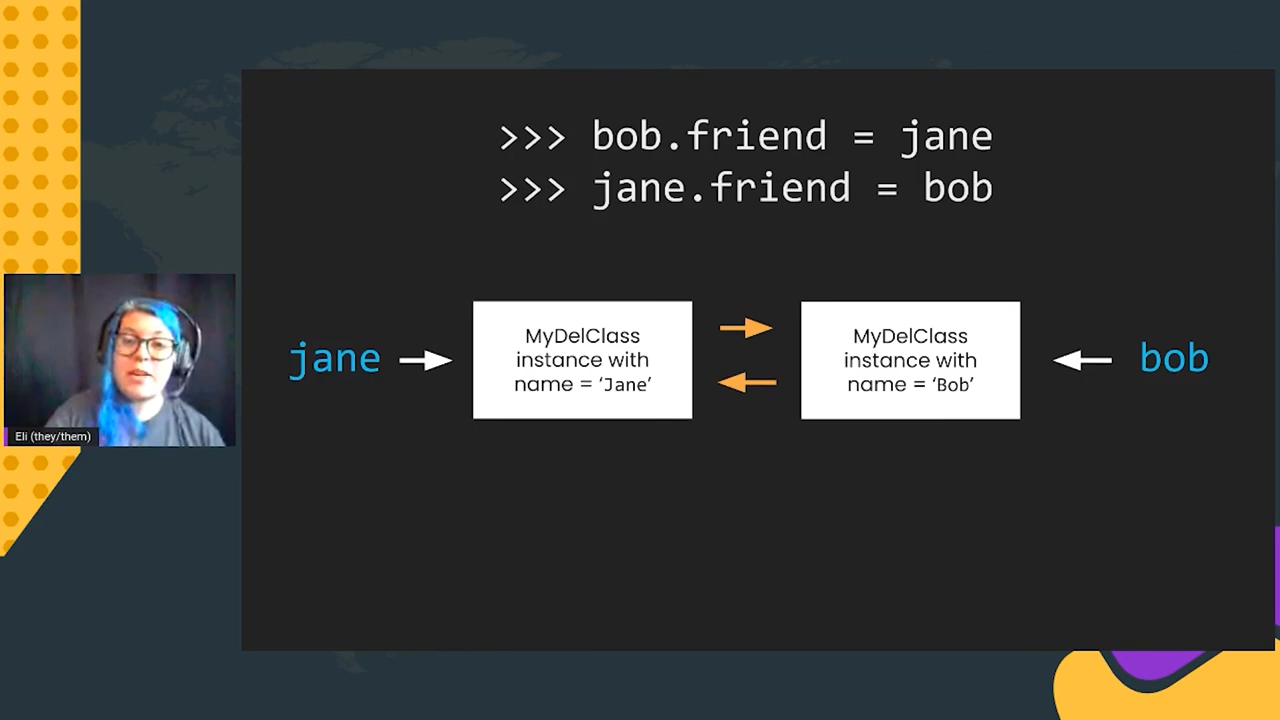 >>> bob.friend = jane
>>> jane.friend = bob
jane
MyDelClass
instance with
name = ‘Jane’
MyDelClass
instance with
name = ‘Bob’
bob
Eli (they/them)